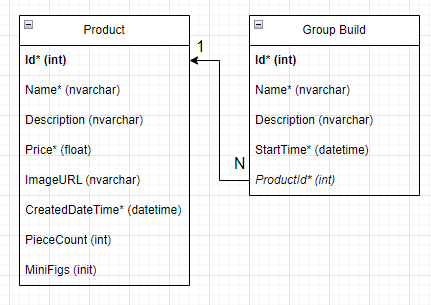 Product
Id* (int)
Name* (nvarchar)
Description (nvarchar)
Price* (float)
ImageURL (nvarchar)
CreatedDateTime* (datetime)
PieceCount (int)
MiniFigs (init)
1
N
Group Build
Id* (int)
Name* (nvarchar)
Description (nvarchar)
StartTime* (datetime)
ProductId* (int)